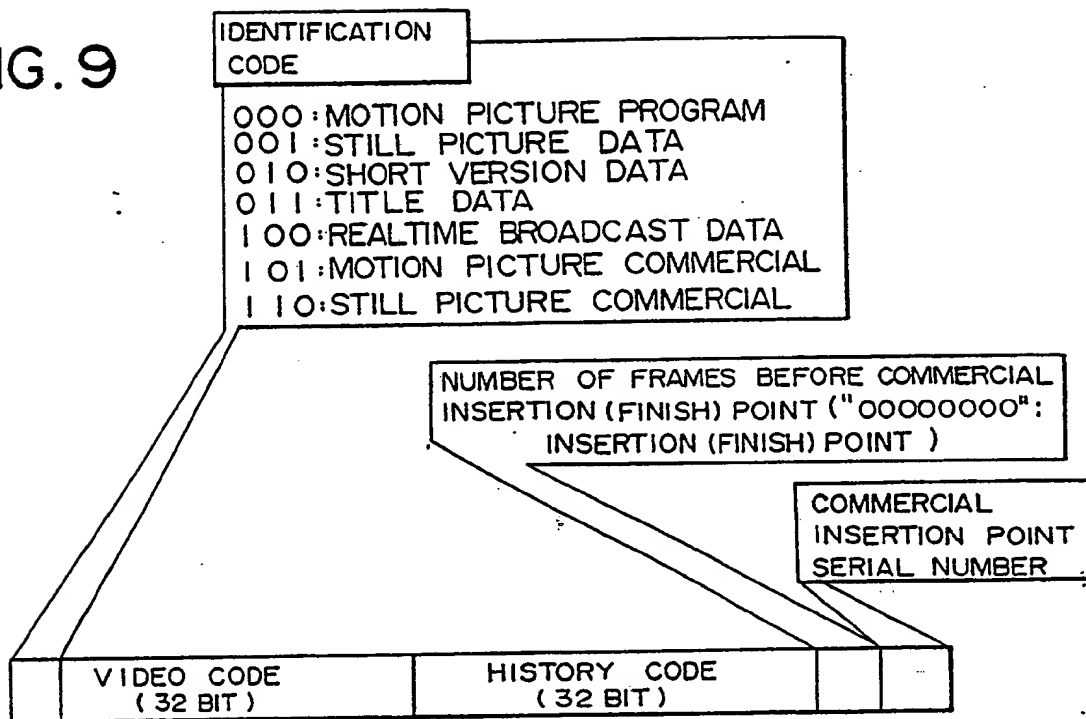 IG. 9
IDENTIFICATION
CODE
000:MOTION PICTURE PROGRAM
001:STILL PICTURE DATA
010:SHORT VERSION DATA
011:TITLE DATA
100:REALTIME BROADCAST DATA
101:MOTION PICTURE COMMERCIAL
110:STILL PICTURE COMMERCIAL
NUMBER OF FRAMES BEFORE COMMERCIAL
INSERTION (FINISH) POINT ("00000000":
INSERTION (FINISH) POINT )
COMMERCIAL
INSERTION POINT
SERIAL NUMBER
VIDEO CODE
(32 BIT)
HISTORY CODE
(32 BIT)